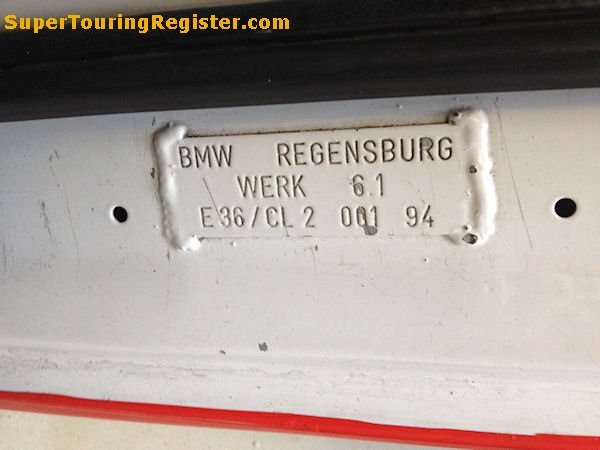 SuperTouringRegister.com
BMW REGENSBURG
WERK 6.1
E36/CL2 001 94